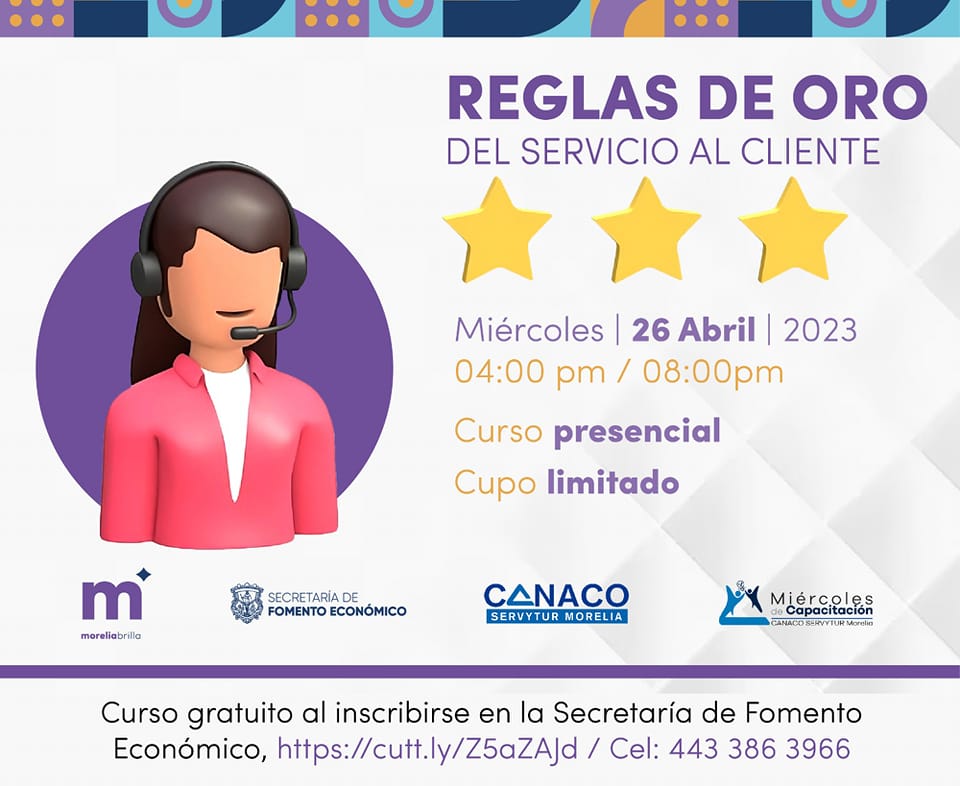 REGLAS DE ORO
DEL SERVICIO AL CLIENTE
Miércoles | 26 Abril | 2023
04:00 pm / 08:00pm
Curso presencial
Cupo limitado
m
moreliabrilla
SECRETARÍA DE
FOMENTO ECONÓMICO
CANACO
SERVYTUR MORELIA
Miércoles
de Capacitación
CANACO SERVYTUR Morelia
Curso gratuito al inscribirse en la Secretaría de Fomento
Económico, https://cutt.ly/Z5aZAJd / Cel: 443 386 3966